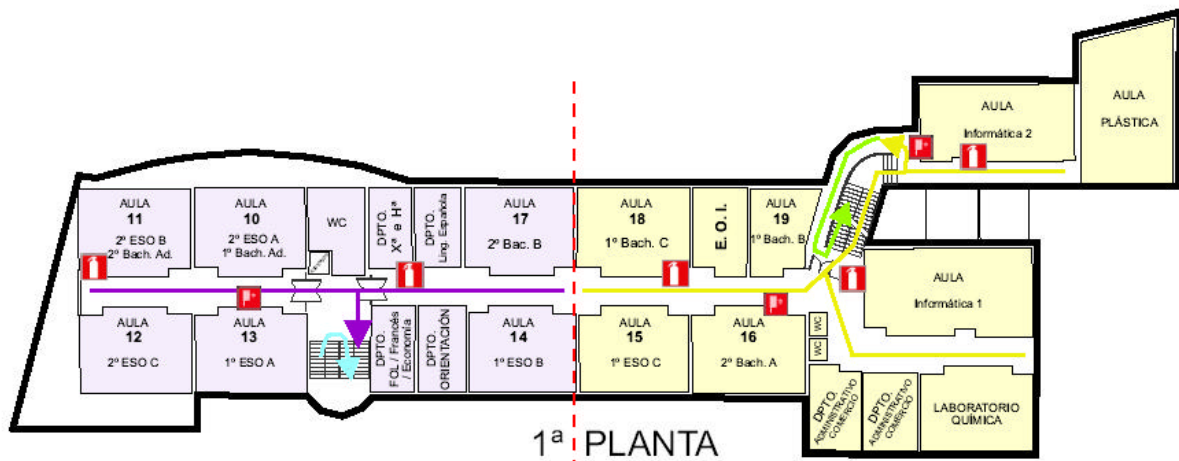 AULA
Informática 2
AULA
PLÁSTICA
AULA
11
2º ESO B
2º Bach. Ad.
AULA
10
2º ESO A
1º Bach. Ad.
WC
DPTO.
Xª e Hª
DPTO.
Ling. Española
AULA
17
2º Bac. B
AULA
18
1º Bach. C
E. O. I.
AULA
19
1º Bach. B
AULA
Informática 1
AULA
12
2º ESO C
AULA
13
1º ESO A
DPTO.
FOL / Francés
/ Economía
DPTO.
ORIENTACIÓN
AULA
14
1º ESO B
AULA
15
1º ESO C
AULA
16
2º Bach. A
WC
WC
DPTO.
ADMINISTRATIVO
COMERCIO
DPTO.
ADMINISTRATIVO
COMERCIO
LABORATORIO
QUÍMICA
1ª PLANTA